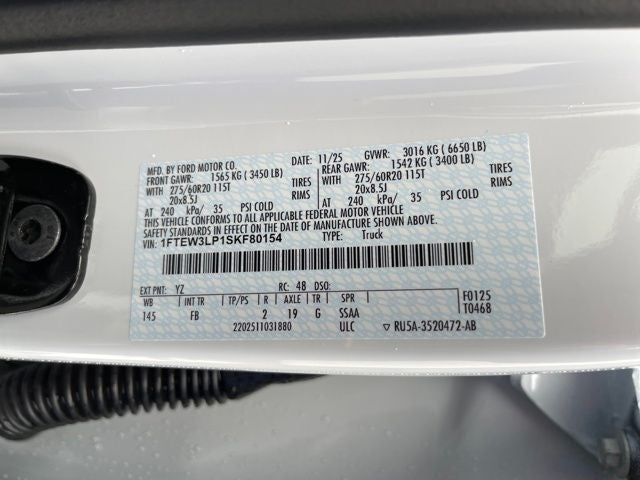 MFD. BY FORD MOTOR CO. DATE: 11/25 GVWR: 3016 KG ( 6650 LB)
FRONT GAWR: 1565 KG ( 3450 LB) REAR GAWR: 1542 KG ( 3400 LB)
WITH 275/60R20 115T TIRES WITH 275/60R20 115T TIRES
20x8.5J RIMS 20x8.5J RIMS
AT 240 kPa/ 35 PSI COLD AT 240 kPa/ 35 PSI COLD
THIS VEHICLE CONFORMS TO ALL APPLICABLE FEDERAL MOTOR VEHICLE
SAFETY AND THEFT PREVENTION STANDARDS IN EFFECT ON THE DATE OF MANUFACTURE SHOWN ABOVE.
VIN: 1FTEW3LP1SKF80154 TYPE: Truck
EXT PNT: YZ RC: 48 DSO: F0125
WB INT TR TP/PS R AXLE TR SPR T0468
145 FB 2 19 G SSAA
2202511031880 ULC ▽ RU5A-3520472-AB